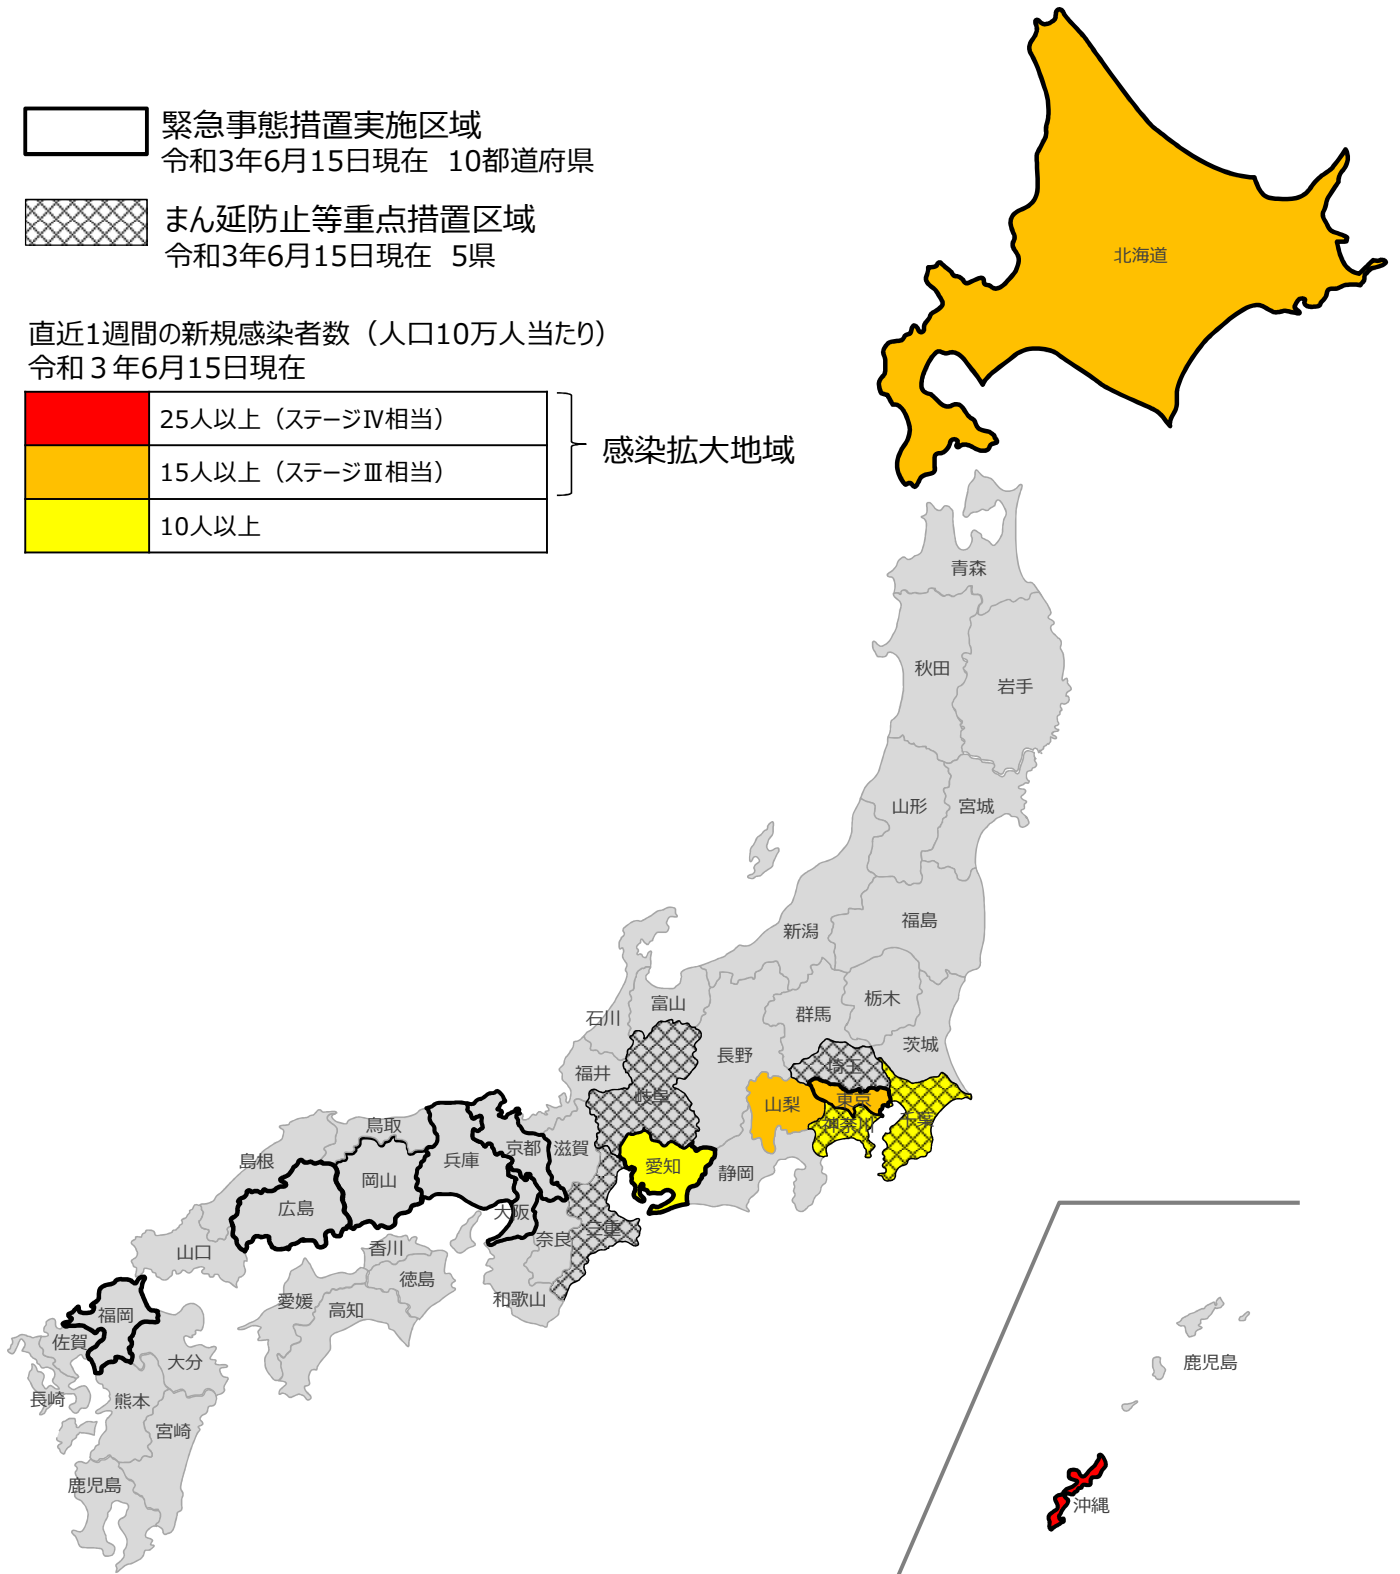 緊急事態措置実施区域
令和3年6月15日現在 10都道府県
まん延防止等重点措置区域
令和3年6月15日現在 5県
直近1週間の新規感染者数（人口10万人当たり）
令和３年6月15日現在
25人以上（ステージⅣ相当）
15人以上（ステージⅢ相当）
感染拡大地域
10人以上
北海道
青森
秋田
岩手
山形
宮城
福島
新潟
栃木
群馬
茨城
富山
石川
長野
福井
埼玉
岐阜
山梨
東京
千葉
神奈川
鳥取
京都
滋賀
兵庫
愛知
静岡
島根
岡山
広島
大阪
奈良
三重
山口
香川
徳島
和歌山
愛媛
高知
福岡
佐賀
大分
長崎
熊本
宮崎
鹿児島
鹿児島
沖縄